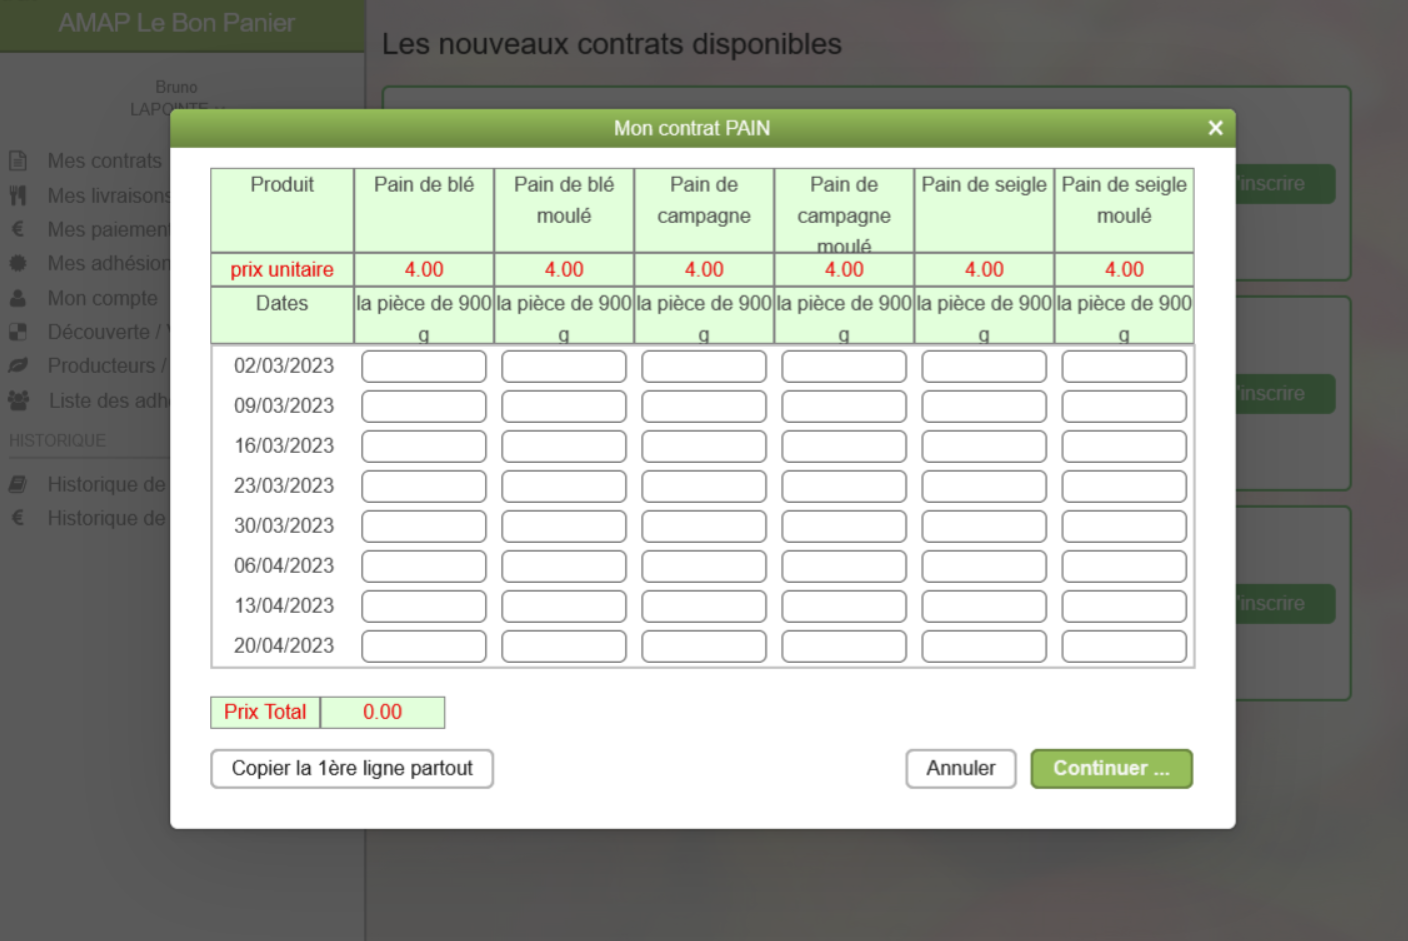 AMAP Le Bon Panier
Les nouveaux contrats disponibles
Bruno
Mon contrat PAIN
×
Mes contrats
Mes livraisons
Mes
Mes
Mon compte
Découverte /
Producteurs /
Liste des
HISTORIQUE
Historique de
Historique de
Produit Pain de blé Pain de blé moulé Pain de campagne Pain de campagne moulé Pain de seigle Pain de seigle moulé
prix unitaire 4.00 4.00 4.00 4.00 4.00 4.00
Dates la pièce de 900 g la pièce de 900 g la pièce de 900 g la pièce de 900 g la pièce de 900 g la pièce de 900 g
02/03/2023
09/03/2023
16/03/2023
23/03/2023
30/03/2023
06/04/2023
13/04/2023
20/04/2023
Prix Total 0.00
Copier la 1ère ligne partout
Annuler
Continuer ...
inscrire
inscrire
inscrire